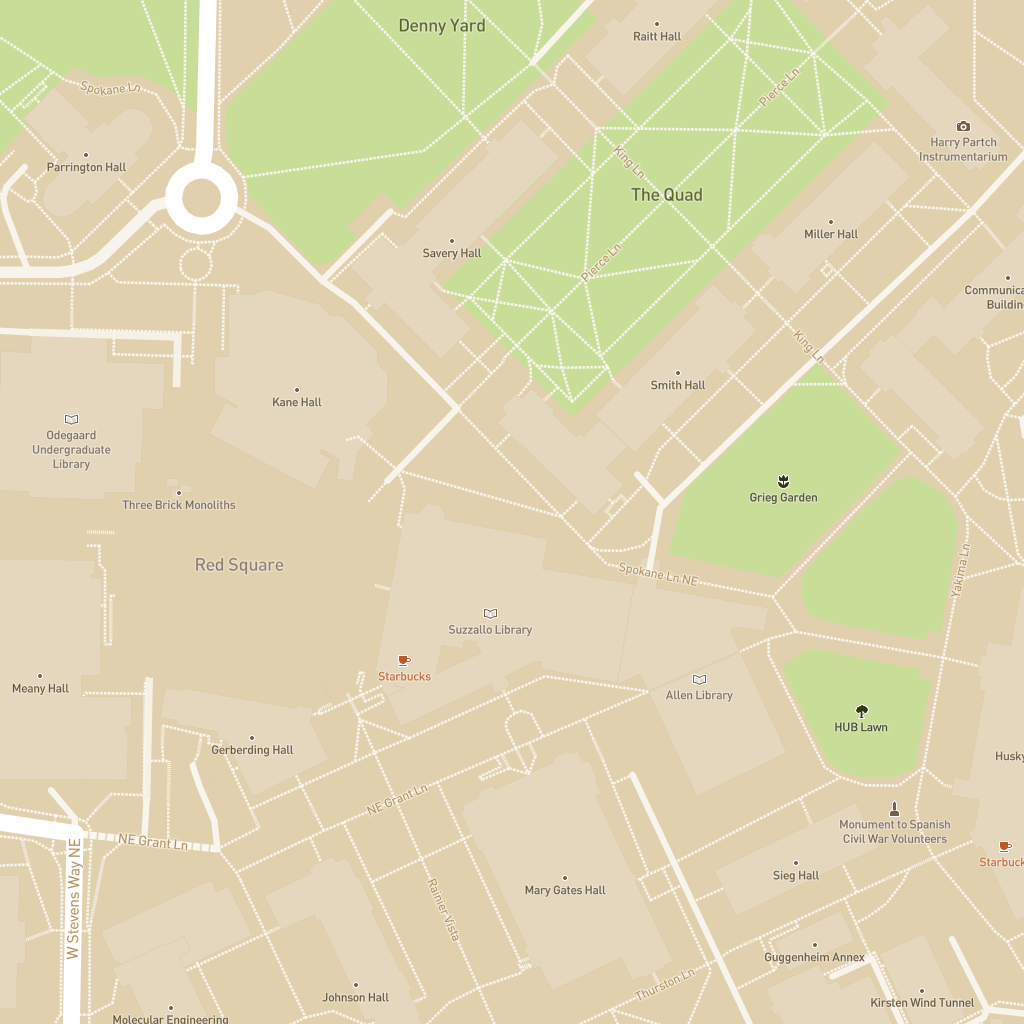 Denny Yard
Raitt Hall
Spokane Ln
Pierce Ln
Harry Partch
Instrumentarium
Parrington Hall
King Ln
The Quad
Miller Hall
Savery Hall
Pierce Ln
Communica
Building
King Ln
Smith Hall
Kane Hall
Odegaard
Undergraduate
Library
Grieg Garden
Three Brick Monoliths
Red Square
Spokane Ln NE
Yakima Ln
Suzzallo Library
Starbucks
Meany Hall
Allen Library
HUB Lawn
Gerberding Hall
Husky
NE Grant Ln
Monument to Spanish
Civil War Volunteers
NE Grant Ln
W Stevens Way NE
Starbuck
Sieg Hall
Mary Gates Hall
Rainier Vista
Guggenheim Annex
Thurston Ln
Johnson Hall
Kirsten Wind Tunnel
Molecular Engineering